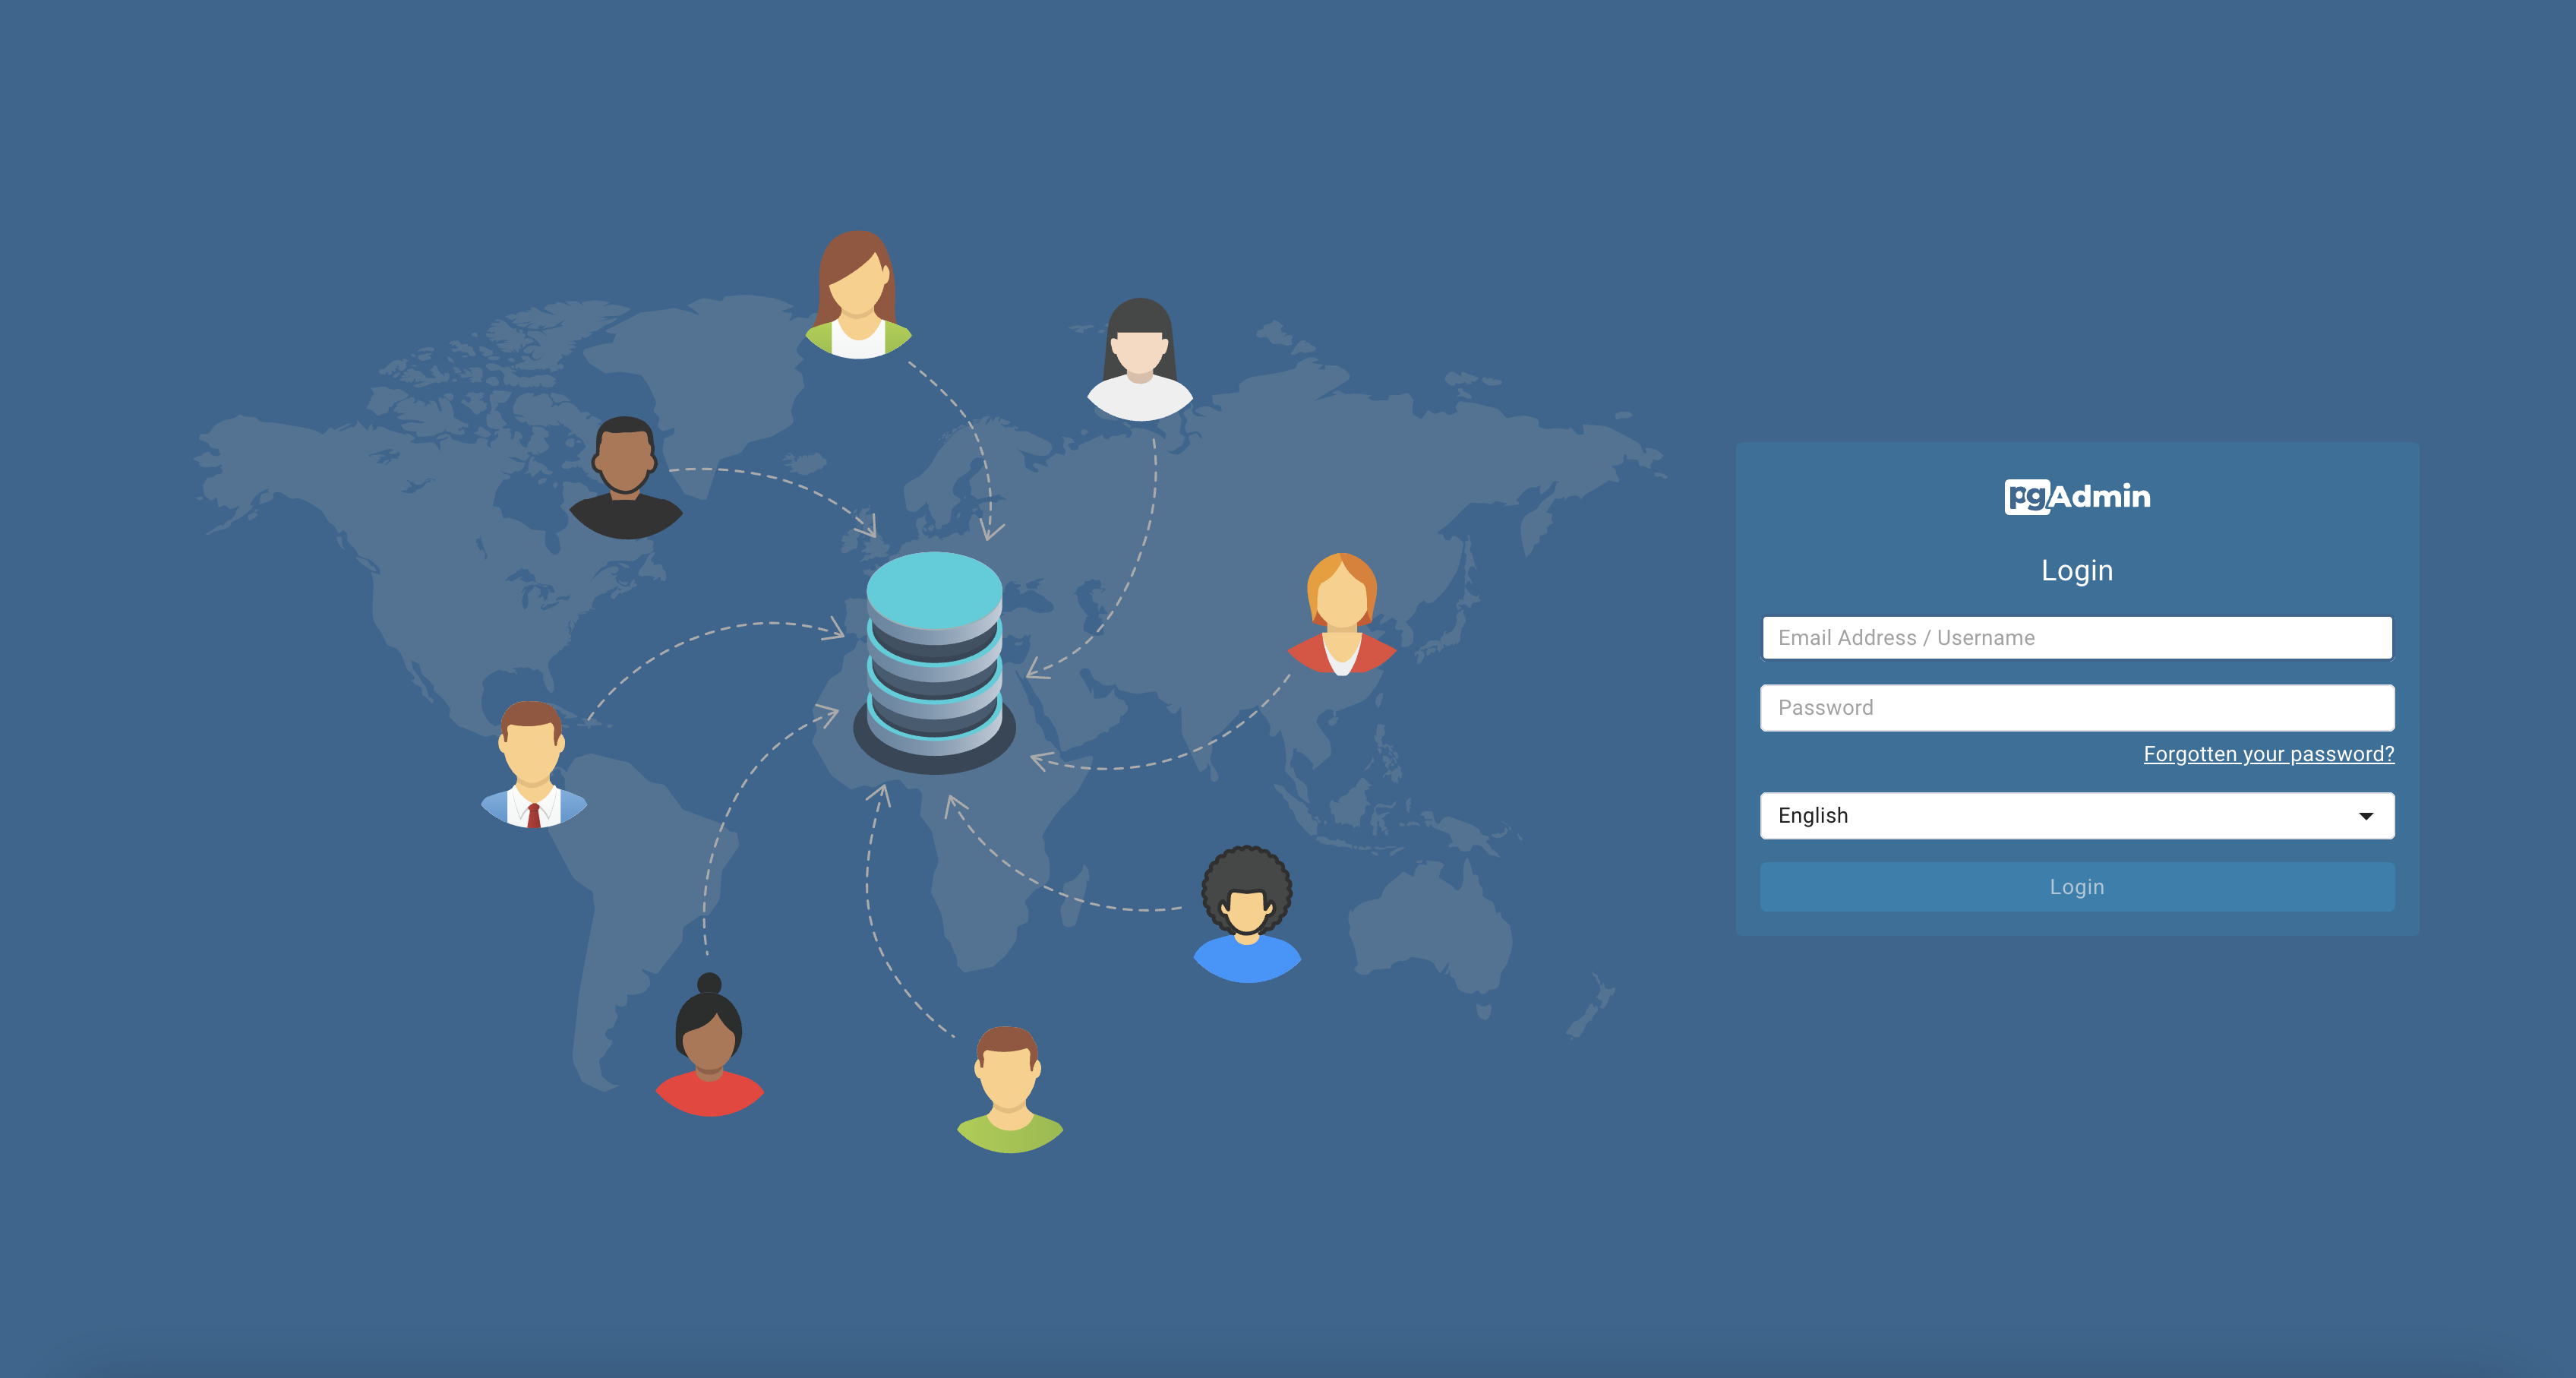 pgAdmin
Login
Email Address / Username
Password
Forgotten your password?
English
Login